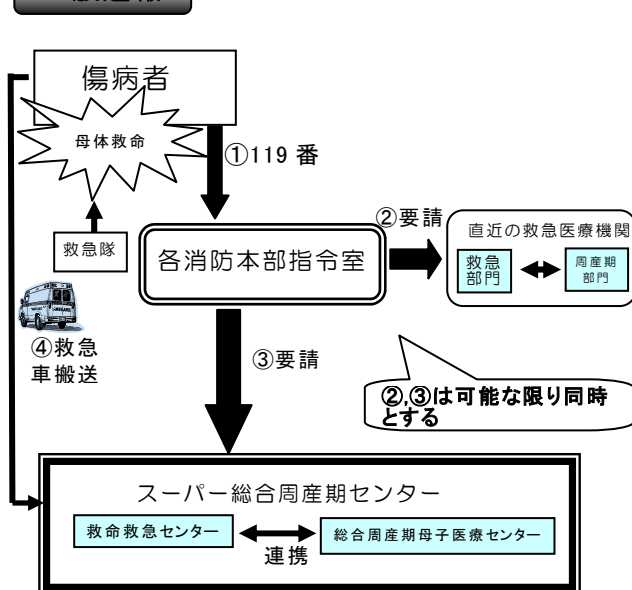 傷病者
母体救命
①119 番
②要請
直近の救急医療機関
救急隊
各消防本部指令室
救急
部門
周産期
部門
④救急
車搬送
③要請
②,③は可能な限り同時
とする
スーパー総合周産期センター
救命救急センター
連携
総合周産期母子医療センター